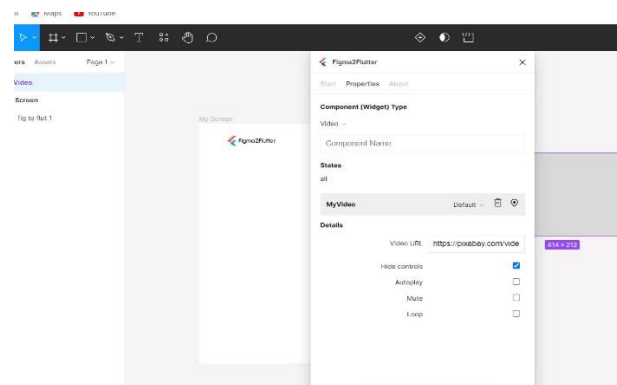 Maps YouTube
T
ers Assets Page 1
Video
Screen
fig to flut 1
My Screen
Figma2Flutter
Figma2Flutter
Start Properties About
Component (Widget) Type
Video
Component Name
States
all
MyVideo Default
Details
Video URL https://pixabay.com/vide
Hide controls
Autoplay
Mute
Loop
414 × 212